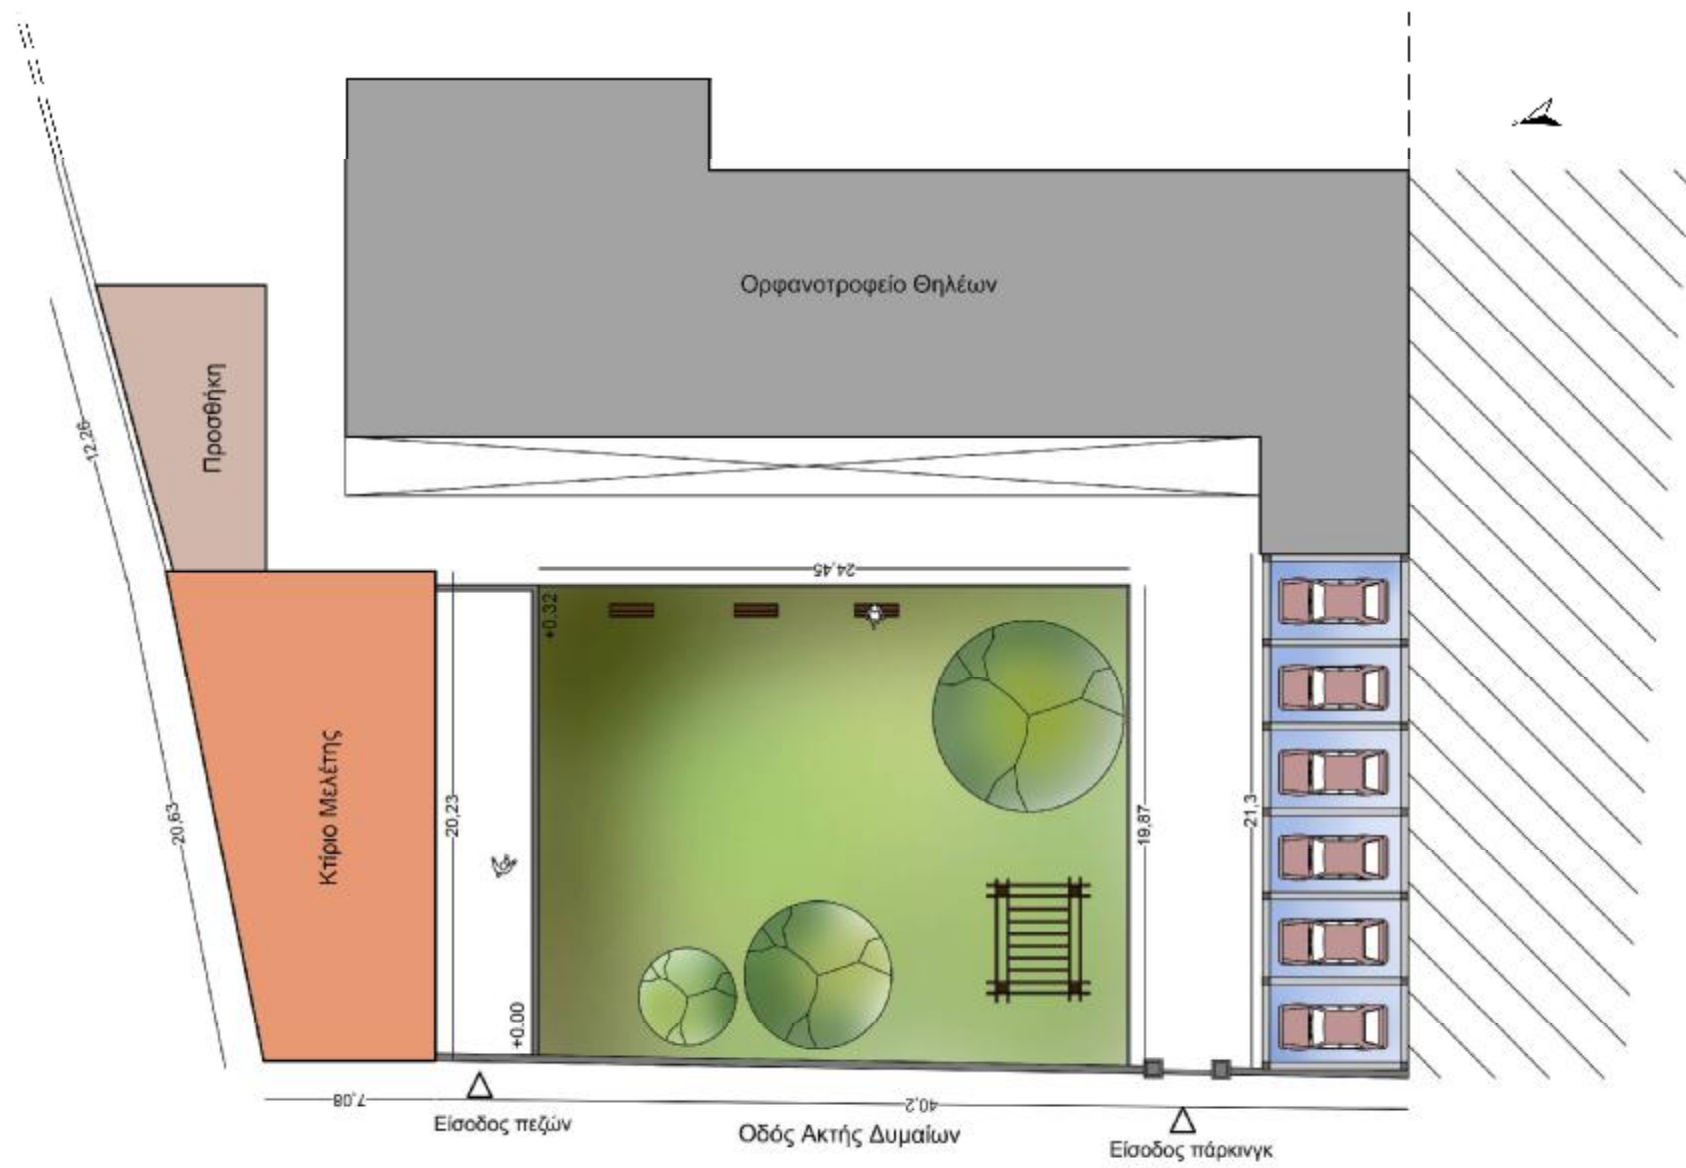 Ορφανοτροφείο Θηλέων
Προσθήκη
12,26
24,45
+0.32
Κτίριο Μελέτης
20,63
20,23
19,87
21,3
+0.00
7,08
40,2
Είσοδος πεζών
Οδός Ακτής Δυμαίων
Είσοδος πάρκινγκ